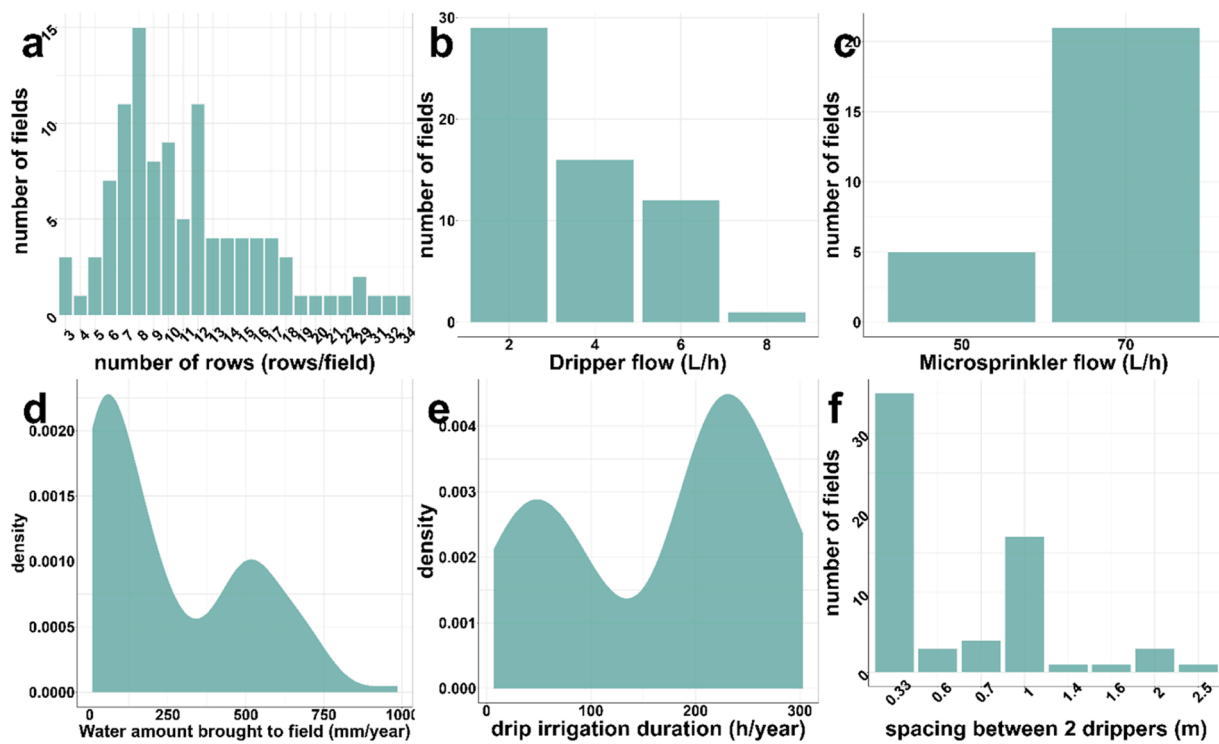 a
number of fields
15
10
5
0
3 4 5 6 7 8 9 10 11 12 13 14 15 16 17 18 19 20 21 22 29 31 32 34
number of rows (rows/field)
b
number of fields
30
20
10
0
2 4 6 8
Dripper flow (L/h)
c
number of fields
20
15
10
5
0
50 70
Microsprinkler flow (L/h)
d
density
0.0020
0.0015
0.0010
0.0005
0.0000
0 250 500 750 1000
Water amount brought to field (mm/year)
e
density
0.004
0.003
0.002
0.001
0.000
0 100 200 300
drip irrigation duration (h/year)
f
number of fields
30
20
10
0
0.33 0.6 0.7 1 1.4 1.6 2 2.5
spacing between 2 drippers (m)